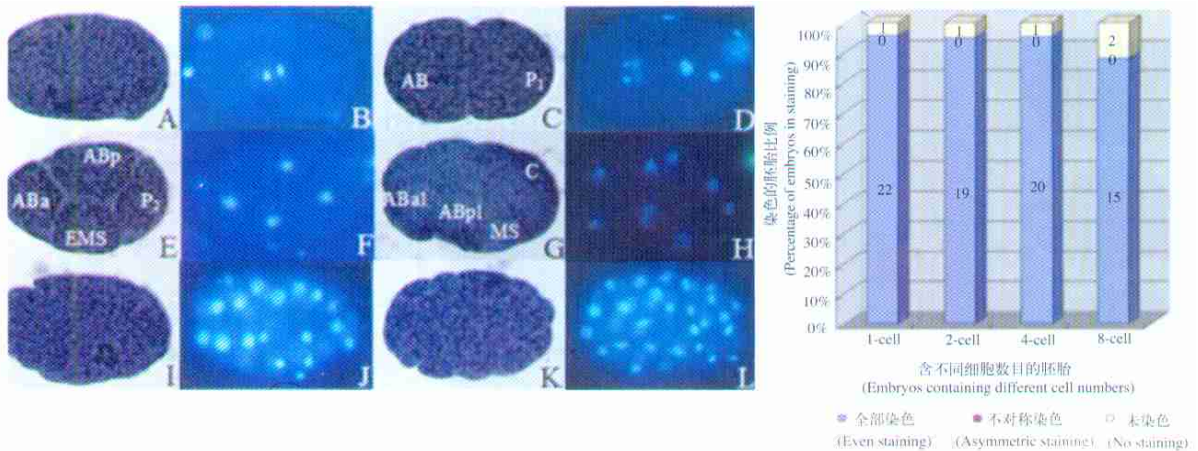 A
B
AB
P₁
C
D
ABp
ABa
P₂
EMS
E
F
C
ABal
ABpl
MS
G
H
I
J
K
L
染色的胚胎比例
(Percentage of embryos in staining)
100%
90%
80%
70%
60%
50%
40%
30%
20%
10%
0%
1 1 1 2
0 0 0 0
22 19 20 15
1-cell 2-cell 4-cell 8-cell
含不同细胞数目的胚胎
(Embryos containing different cell numbers)
全部染色 不对称染色 未染色
(Even staining) (Asymmetric staining) (No staining)